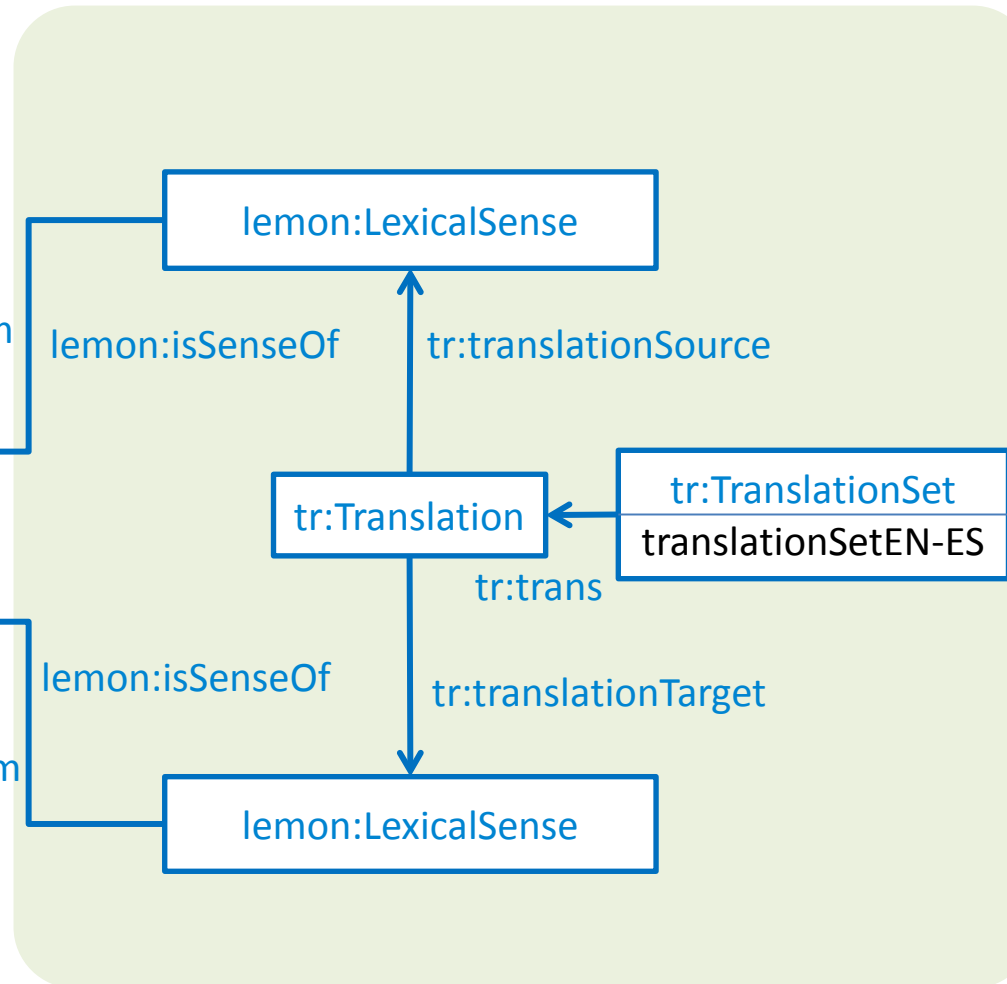 lemon:LexicalSense
lemon:isSenseOf
tr:translationSource
tr:TranslationSet
translationSetEN-ES
tr:Translation
tr:trans
lemon:isSenseOf
tr:translationTarget
lemon:LexicalSense